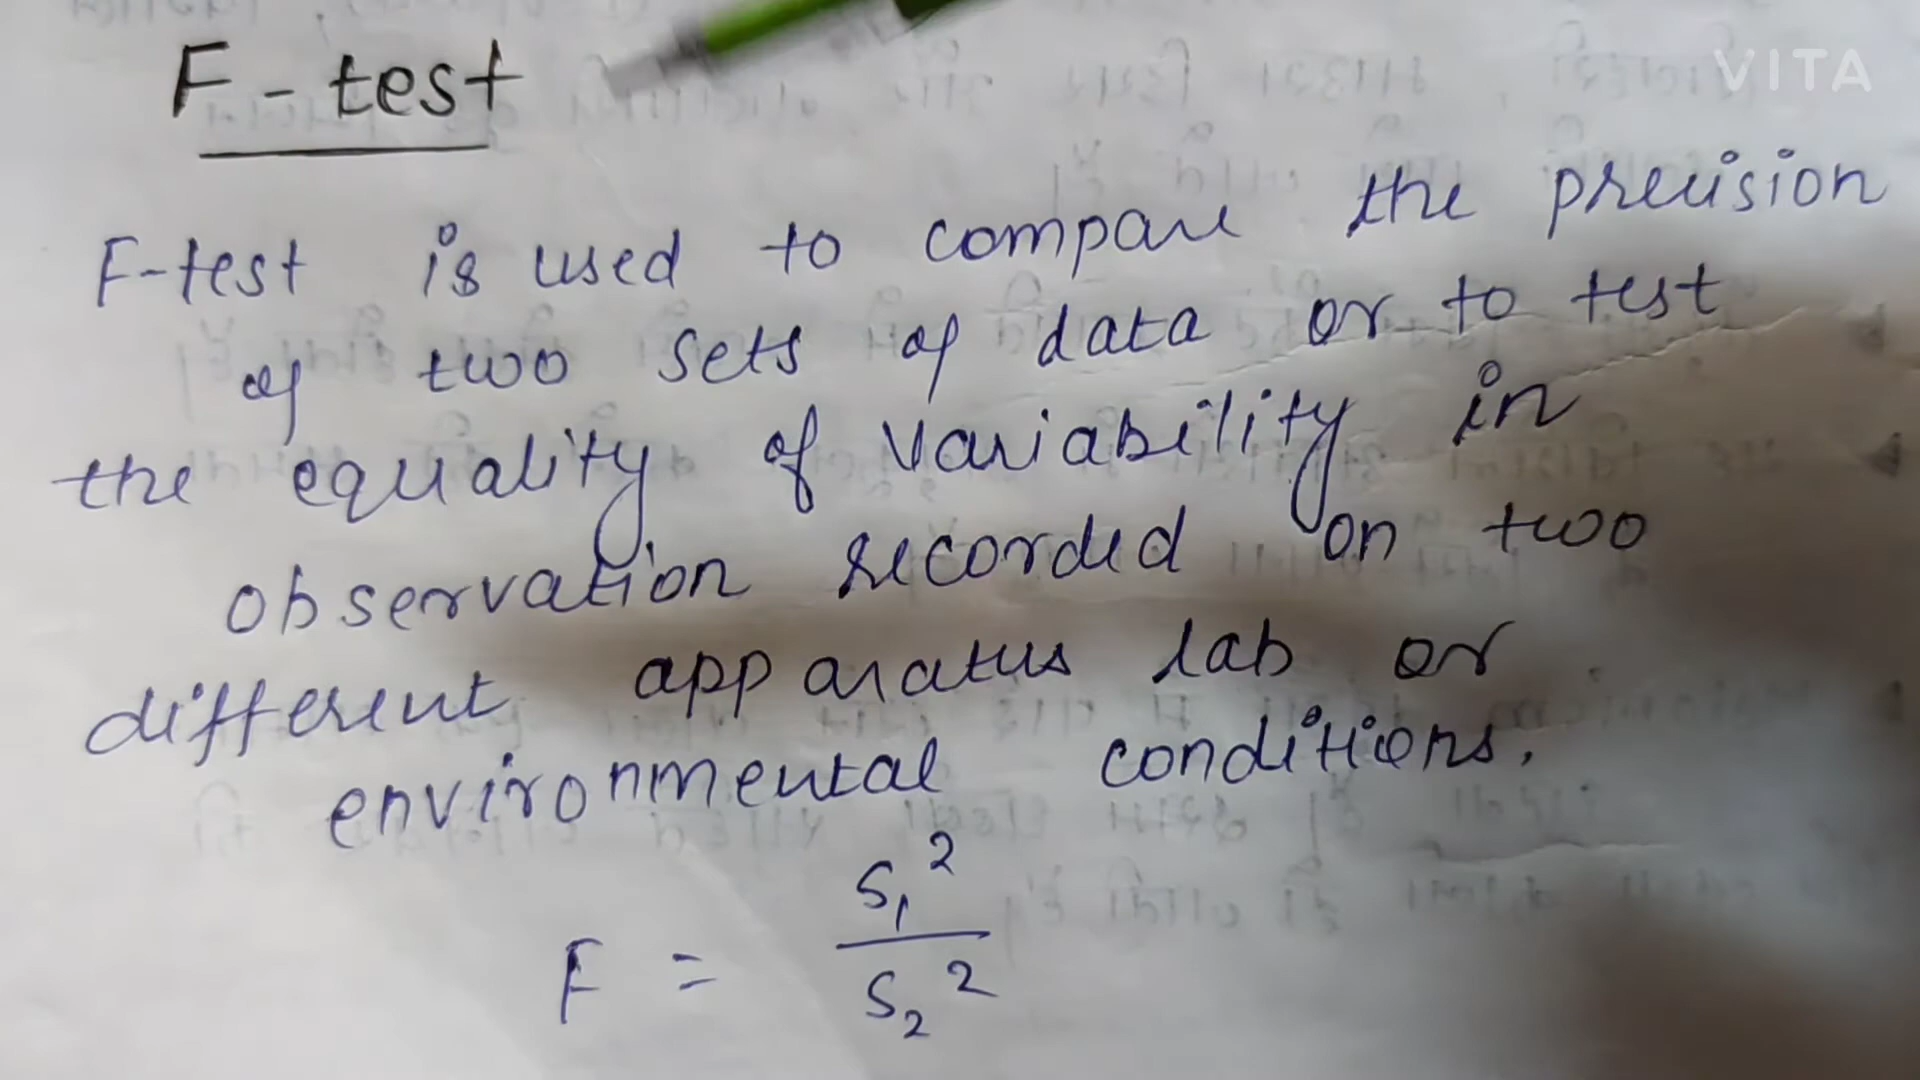 F-test
VITA
F-test is used to compare the precision
of two sets of data or to test
the equality of variability in
observation recorded on two
different apparatus lab or
environmental conditions.
F = S₁² / S₂²